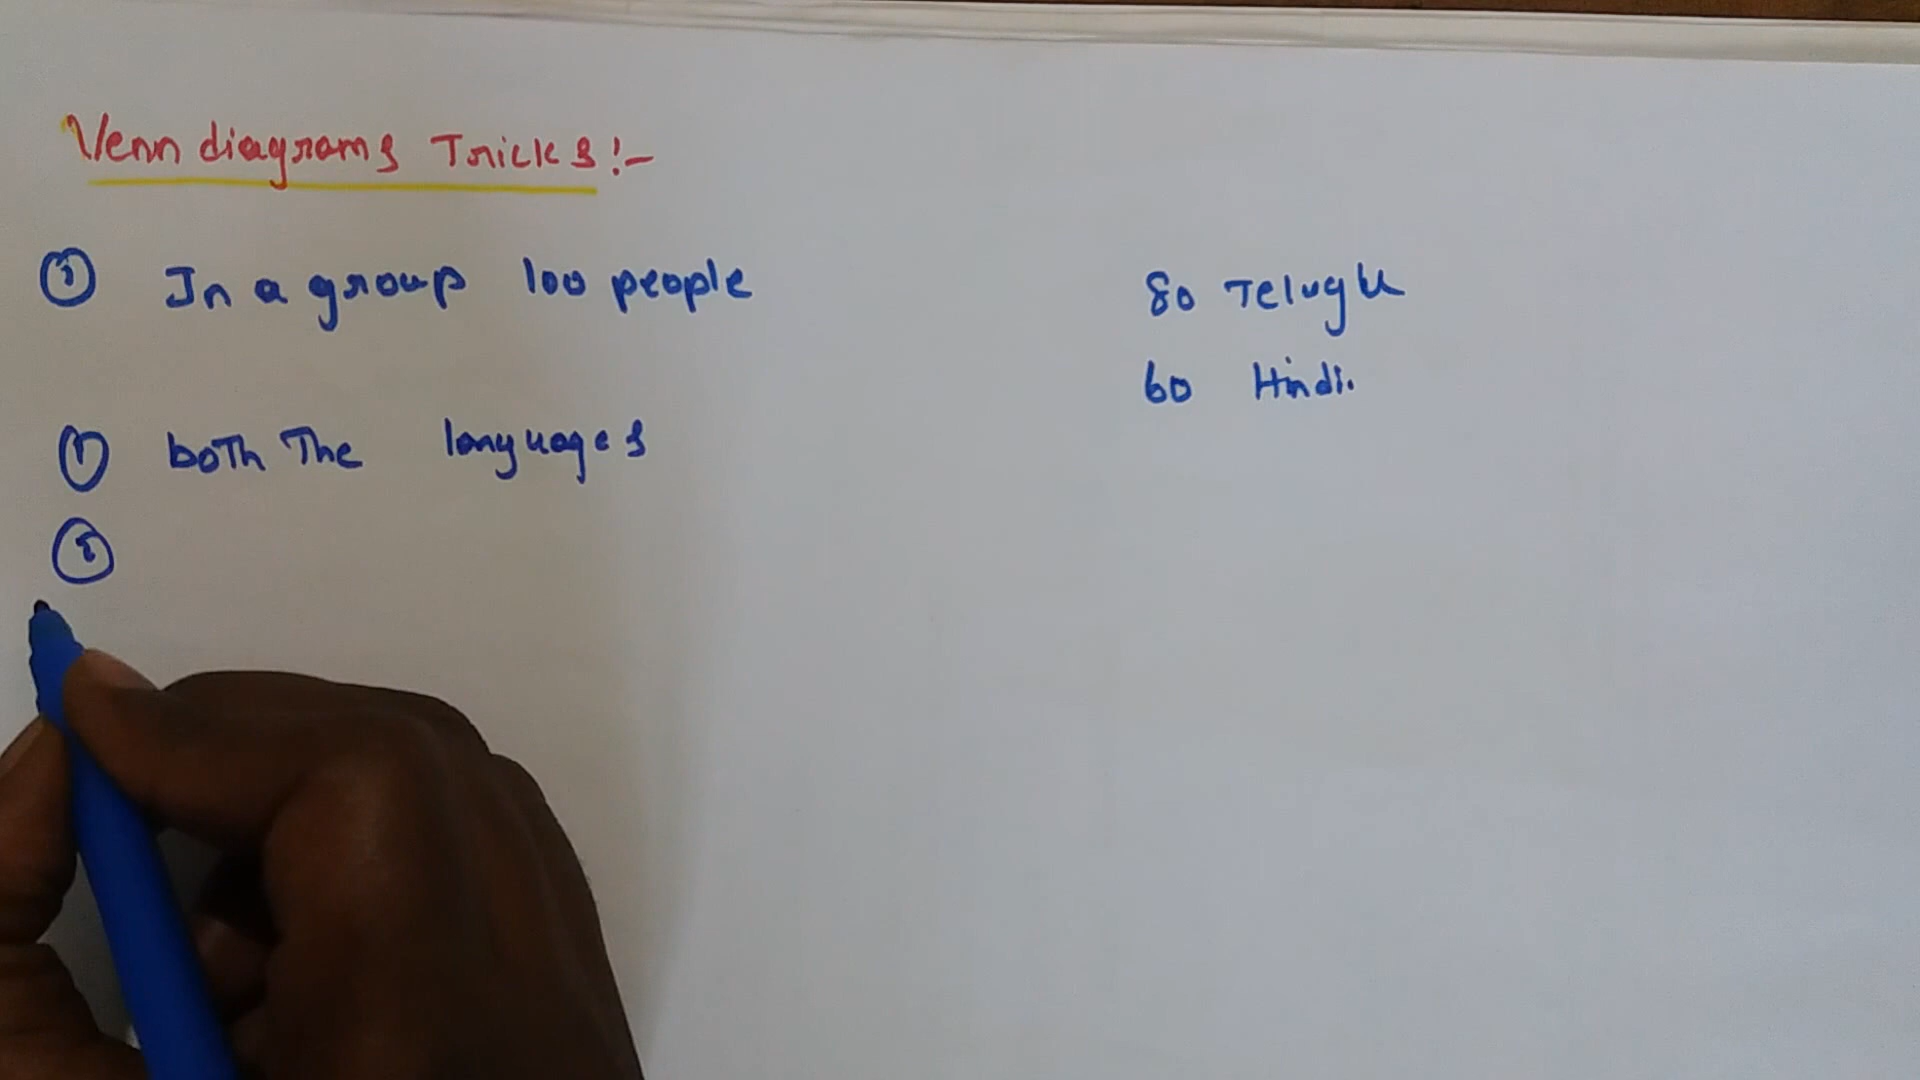 Venn diagrams Tricks:-
① In a group 100 people
80 Telugu
60 Hindi.
① both The languages
②